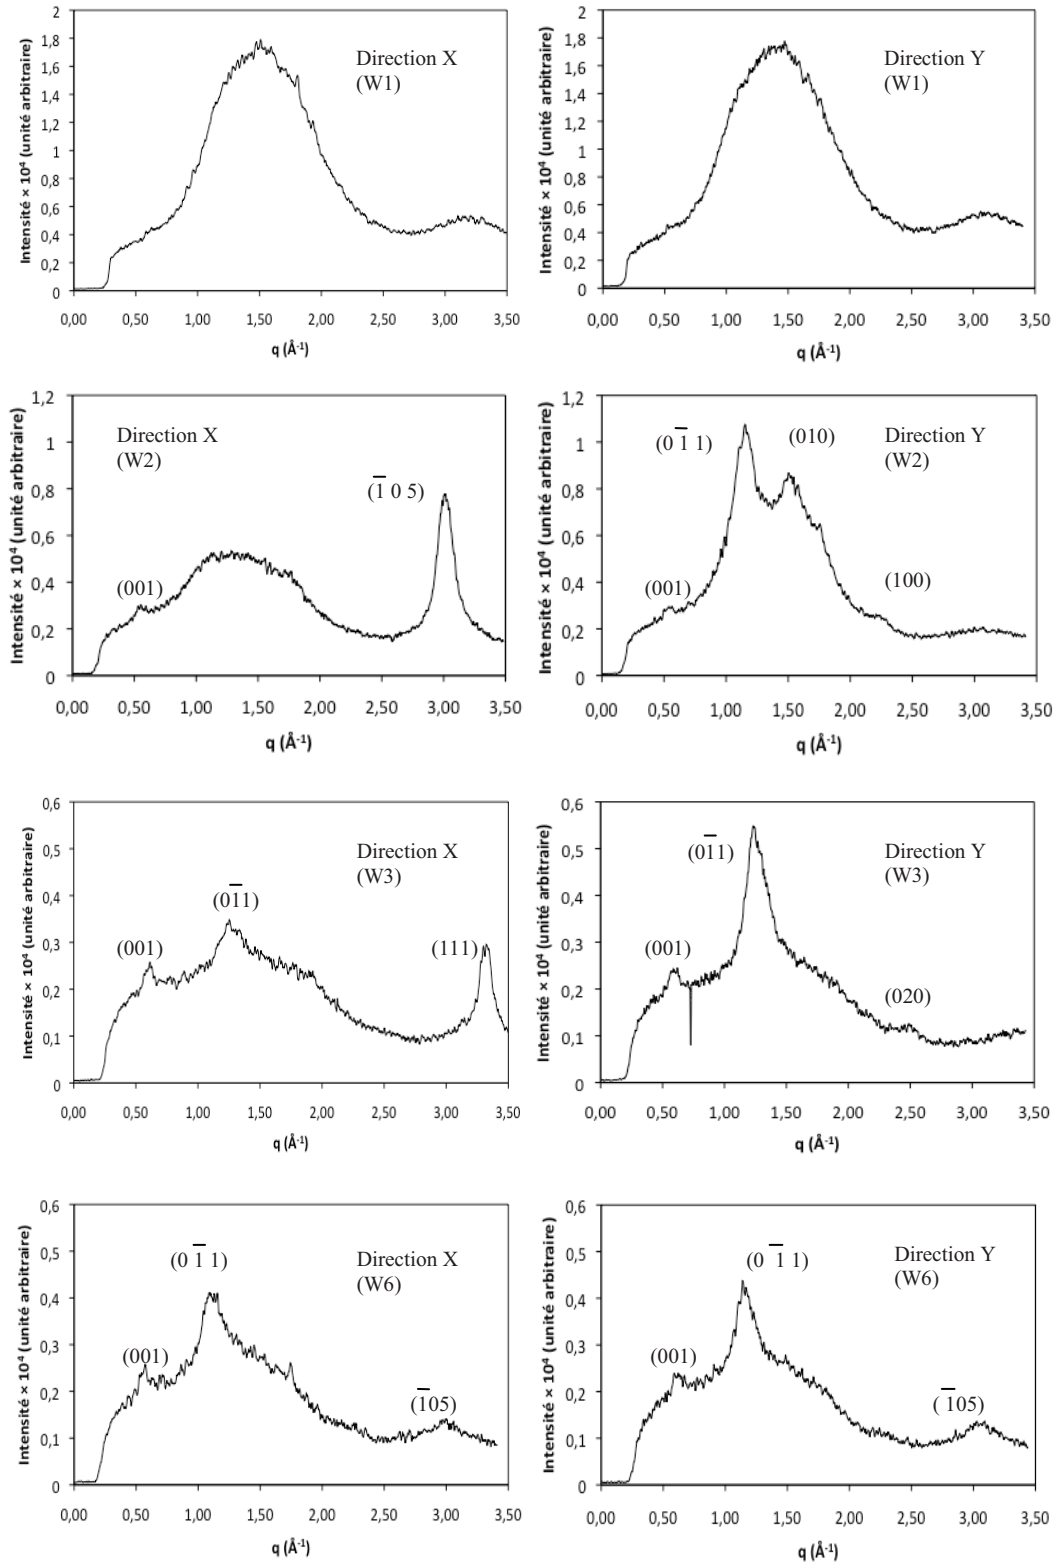 Intensité × 10⁴ (unité arbitraire)
2
1,8
1,6
1,4
1,2
1
0,8
0,6
0,4
0,2
0
Direction X
(W1)
0,00 0,50 1,00 1,50 2,00 2,50 3,00 3,50
q (Å⁻¹)
Intensité × 10⁴ (unité arbitraire)
2
1,8
1,6
1,4
1,2
1
0,8
0,6
0,4
0,2
0
Direction Y
(W1)
0,00 0,50 1,00 1,50 2,00 2,50 3,00 3,50
q (Å⁻¹)
Intensité × 10⁴ (unité arbitraire)
1,2
1
0,8
0,6
0,4
0,2
0
Direction X
(W2)
(1̅ 0 5)
(001)
0,00 0,50 1,00 1,50 2,00 2,50 3,00 3,50
q (Å⁻¹)
Intensité × 10⁴ (unité arbitraire)
1,2
1
0,8
0,6
0,4
0,2
0
Direction Y
(W2)
(0 1̅ 1)
(010)
(001)
(100)
0,00 0,50 1,00 1,50 2,00 2,50 3,00 3,50
q (Å⁻¹)
Intensité × 10⁴ (unité arbitraire)
0,6
0,5
0,4
0,3
0,2
0,1
0
Direction X
(W3)
(01̅1)
(001)
(111)
0,00 0,50 1,00 1,50 2,00 2,50 3,00 3,50
q (Å⁻¹)
Intensité × 10⁴ (unité arbitraire)
0,6
0,5
0,4
0,3
0,2
0,1
0
Direction Y
(W3)
(01̅1)
(001)
(020)
0,00 0,50 1,00 1,50 2,00 2,50 3,00 3,50
q (Å⁻¹)
Intensité × 10⁴ (unité arbitraire)
0,6
0,5
0,4
0,3
0,2
0,1
0
Direction X
(W6)
(0 1̅ 1)
(001)
(1̅05)
0,00 0,50 1,00 1,50 2,00 2,50 3,00 3,50
q (Å⁻¹)
Intensité × 10⁴ (unité arbitraire)
0,6
0,5
0,4
0,3
0,2
0,1
0
Direction Y
(W6)
(0 1̅ 1)
(001)
(1̅05)
0,00 0,50 1,00 1,50 2,00 2,50 3,00 3,50
q (Å⁻¹)